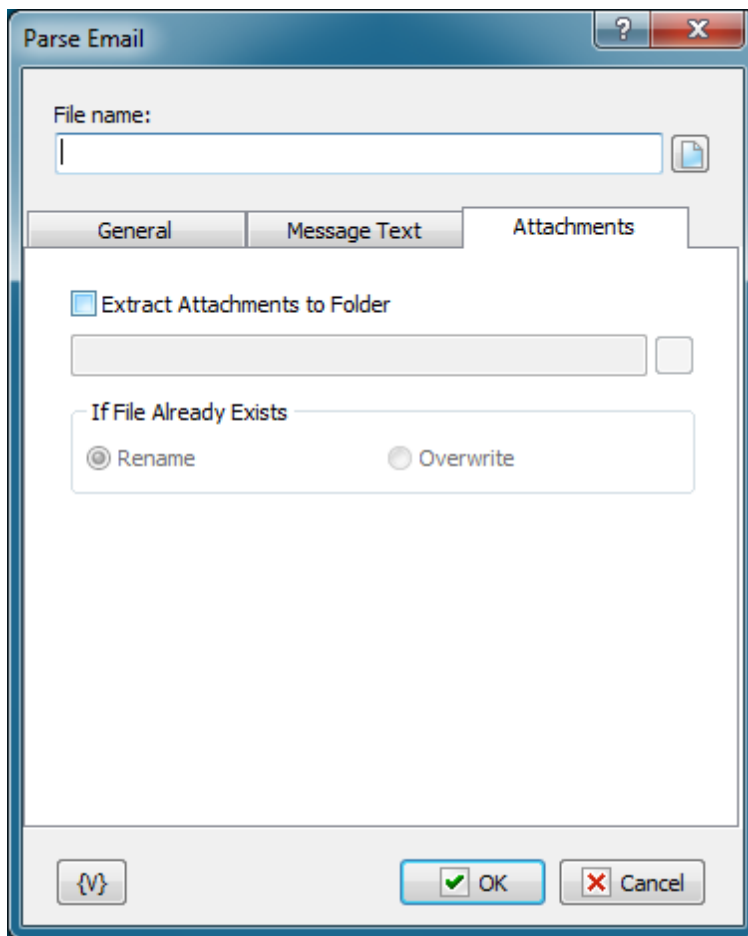 Parse Email
?
File name:
General Message Text Attachments
Extract Attachments to Folder
If File Already Exists
Rename Overwrite
{V} OK Cancel